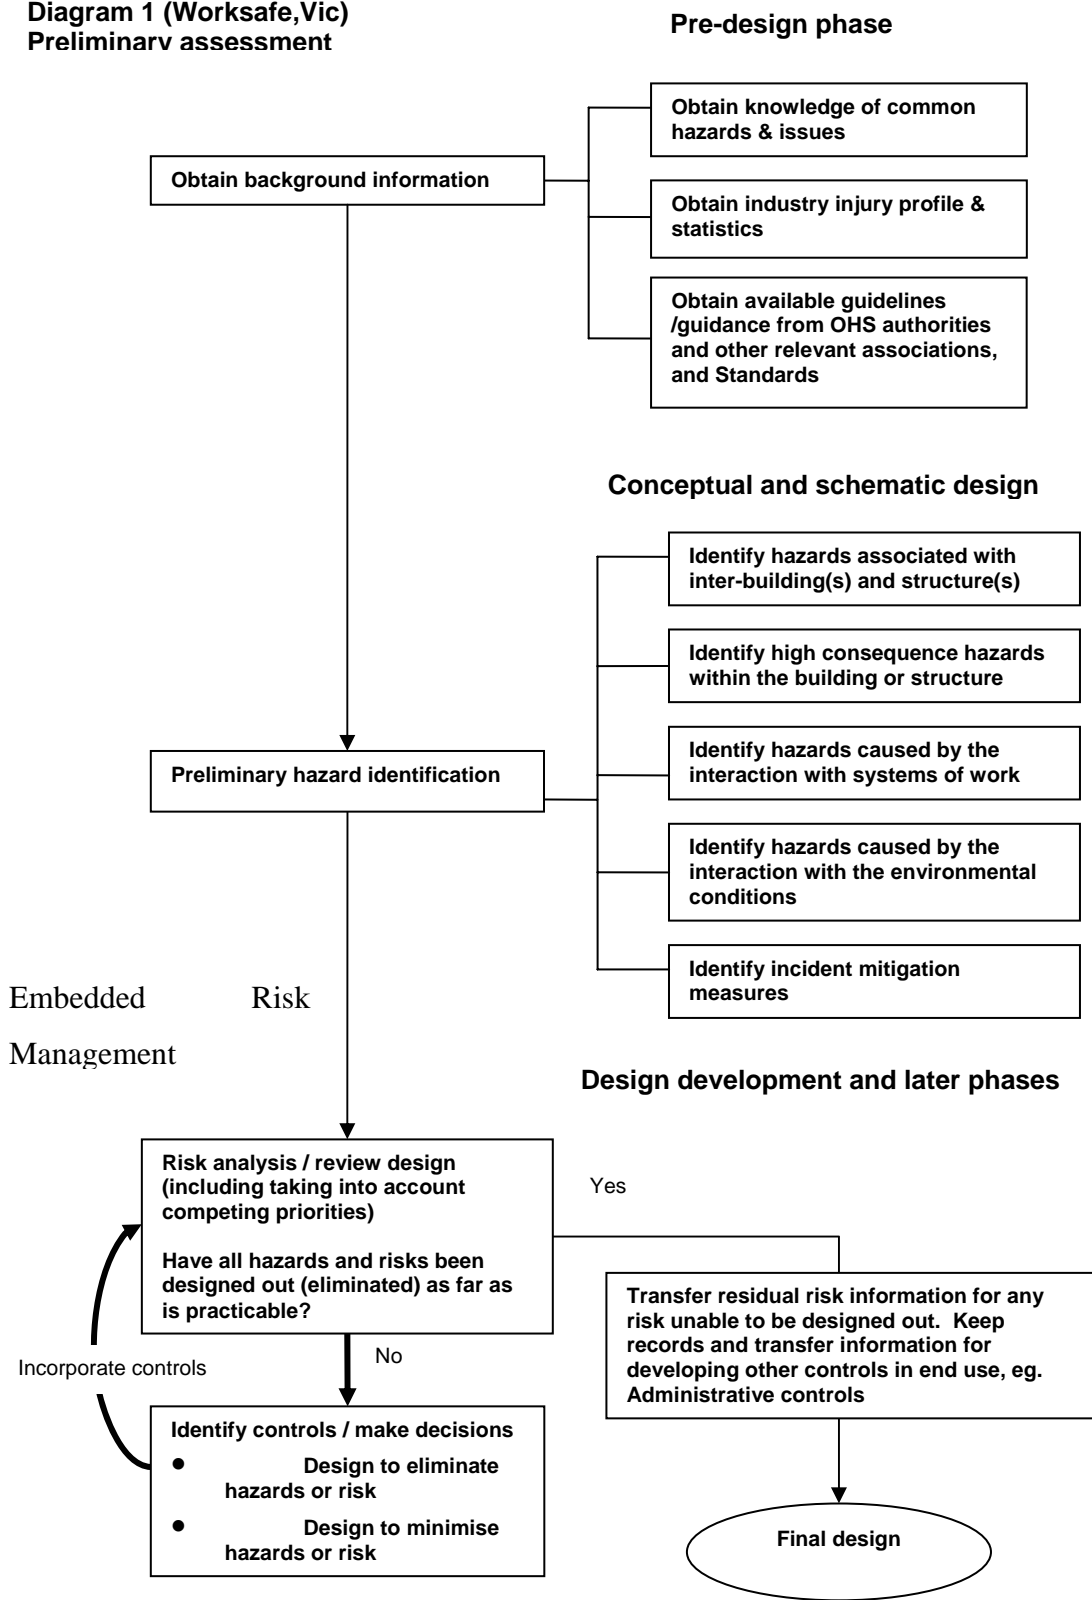 Diagram 1 (Worksafe,Vic)
Preliminary assessment
Pre-design phase
Obtain knowledge of common
hazards & issues
Obtain background information
Obtain industry injury profile &
statistics
Obtain available guidelines
/guidance from OHS authorities
and other relevant associations,
and Standards
Conceptual and schematic design
Identify hazards associated with
inter-building(s) and structure(s)
Identify high consequence hazards
within the building or structure
Preliminary hazard identification
Identify hazards caused by the
interaction with systems of work
Identify hazards caused by the
interaction with the environmental
conditions
Identify incident mitigation
measures
Embedded Risk
Management
Design development and later phases
Risk analysis / review design
(including taking into account
competing priorities)
Have all hazards and risks been
designed out (eliminated) as far as
is practicable?
Yes
Transfer residual risk information for any
risk unable to be designed out.  Keep
records and transfer information for
developing other controls in end use, eg.
Administrative controls
No
Incorporate controls
Identify controls / make decisions
● Design to eliminate
hazards or risk
● Design to minimise
hazards or risk
Final design